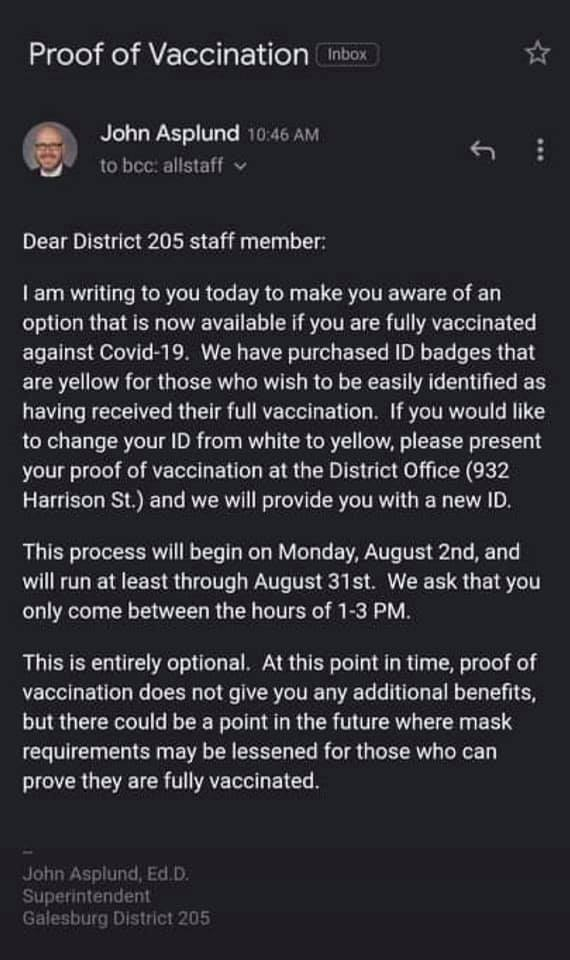 Proof of Vaccination Inbox
John Asplund 10:46 AM
to bcc: allstaff
Dear District 205 staff member:
I am writing to you today to make you aware of an
option that is now available if you are fully vaccinated
against Covid-19.  We have purchased ID badges that
are yellow for those who wish to be easily identified as
having received their full vaccination.  If you would like
to change your ID from white to yellow, please present
your proof of vaccination at the District Office (932
Harrison St.) and we will provide you with a new ID.
This process will begin on Monday, August 2nd, and
will run at least through August 31st.  We ask that you
only come between the hours of 1-3 PM.
This is entirely optional.  At this point in time, proof of
vaccination does not give you any additional benefits,
but there could be a point in the future where mask
requirements may be lessened for those who can
prove they are fully vaccinated.
--
John Asplund, Ed.D.
Superintendent
Galesburg District 205